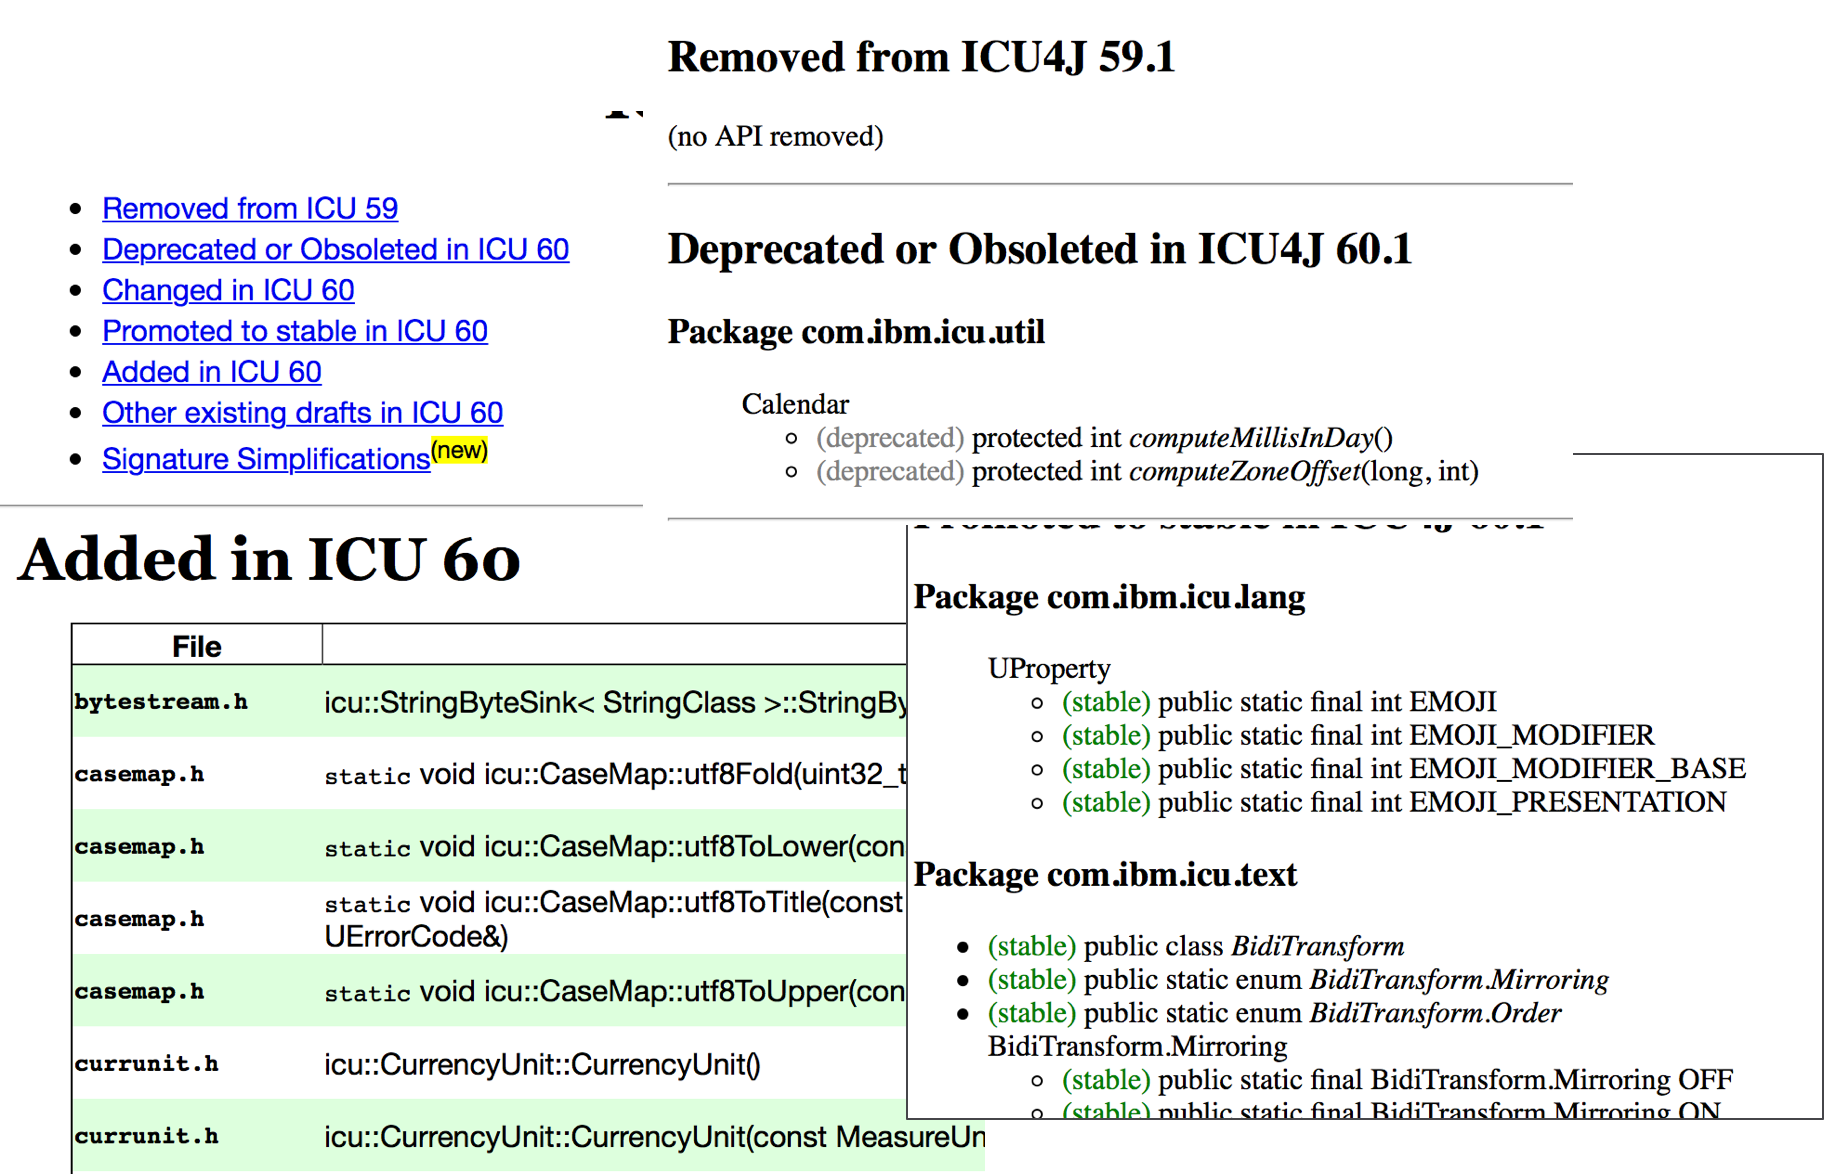 Removed from ICU 59
Deprecated or Obsoleted in ICU 60
Changed in ICU 60
Promoted to stable in ICU 60
Added in ICU 60
Other existing drafts in ICU 60
Signature Simplifications(new)
Added in ICU 60
File
bytestream.h icu::StringByteSink< StringClass >::StringBy
casemap.h static void icu::CaseMap::utf8Fold(uint32_t
casemap.h static void icu::CaseMap::utf8ToLower(con
casemap.h static void icu::CaseMap::utf8ToTitle(const
UErrorCode&)
casemap.h static void icu::CaseMap::utf8ToUpper(con
currunit.h icu::CurrencyUnit::CurrencyUnit()
currunit.h icu::CurrencyUnit::CurrencyUnit(const MeasureUn
Removed from ICU4J 59.1
(no API removed)
Deprecated or Obsoleted in ICU4J 60.1
Package com.ibm.icu.util
Calendar
(deprecated) protected int computeMillisInDay()
(deprecated) protected int computeZoneOffset(long, int)
Promoted to stable in ICU4J 60.1
Package com.ibm.icu.lang
UProperty
(stable) public static final int EMOJI
(stable) public static final int EMOJI_MODIFIER
(stable) public static final int EMOJI_MODIFIER_BASE
(stable) public static final int EMOJI_PRESENTATION
Package com.ibm.icu.text
(stable) public class BidiTransform
(stable) public static enum BidiTransform.Mirroring
(stable) public static enum BidiTransform.Order
BidiTransform.Mirroring
(stable) public static final BidiTransform.Mirroring OFF
(stable) public static final BidiTransform.Mirroring ON